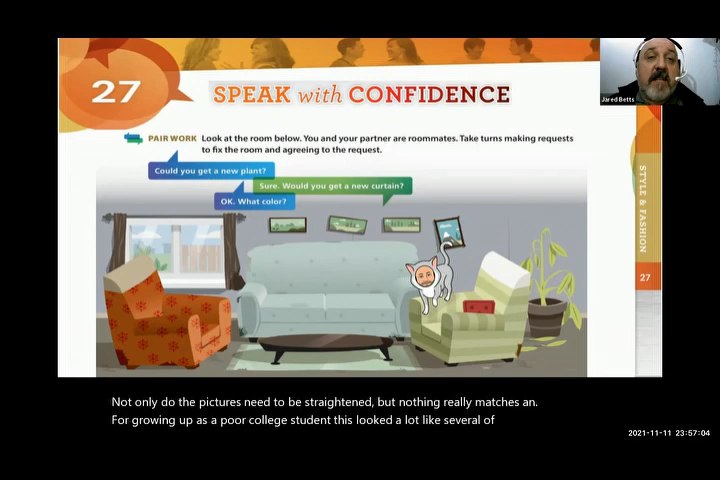 27
SPEAK with CONFIDENCE
PAIR WORK Look at the room below. You and your partner are roommates. Take turns making requests
to fix the room and agreeing to the request.
Could you get a new plant?
Sure. Would you get a new curtain?
OK. What color?
Jared Betts
STYLE & FASHION
27
Not only do the pictures need to be straightened, but nothing really matches an.
For growing up as a poor college student this looked a lot like several of
2021-11-11 23:57:04